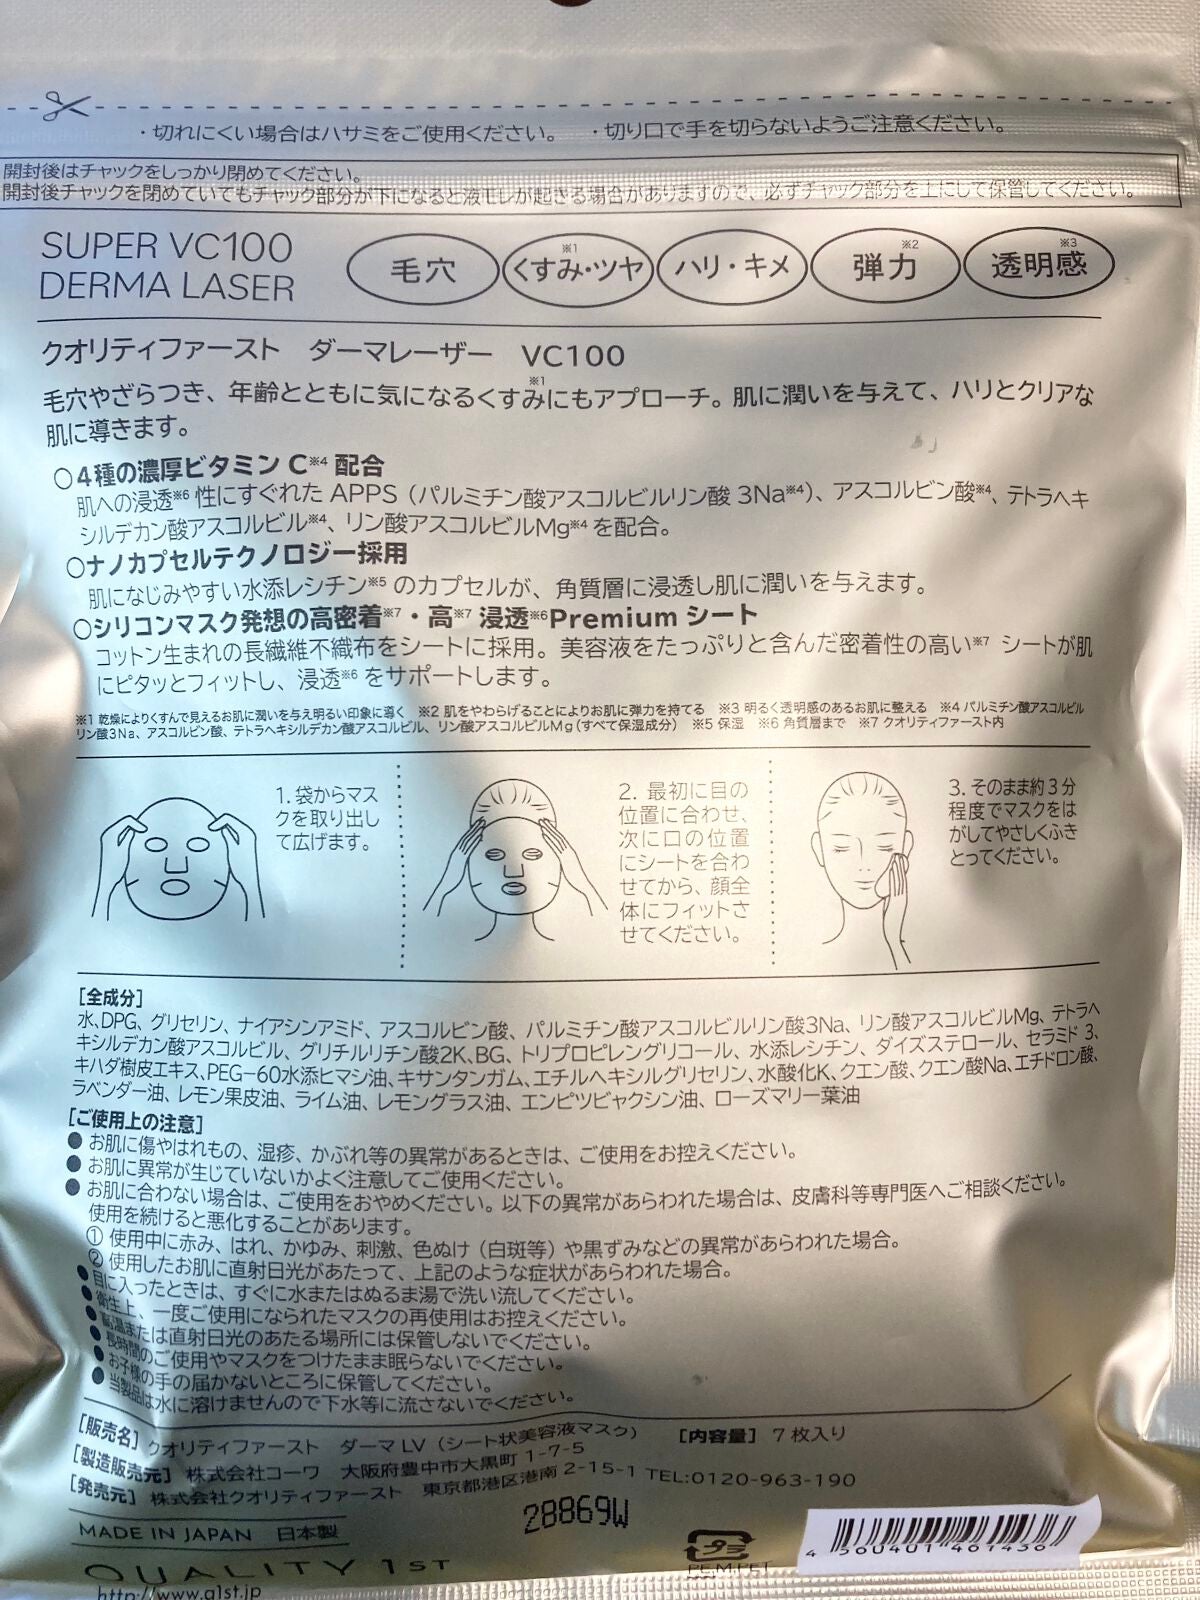 ・切れにくい場合はハサミをご使用ください。　・切り口で手を切らないようご注意ください。
開封後はチャックをしっかり閉めてください。
開封後チャックを閉めていてもチャック部分が下になると液モレが起きる場合がありますので、必ずチャック部分を上にして保管してください。
SUPER VC100
DERMA LASER
毛穴
くすみ※1・ツヤ
ハリ・キメ
弾力※2
透明感※3
クオリティファースト　ダーマレーザー　VC100
毛穴やざらつき、年齢とともに気になるくすみ※1にもアプローチ。肌に潤いを与えて、ハリとクリアな
肌に導きます。
○4種の濃厚ビタミンC※4 配合
肌への浸透※6 性にすぐれた APPS（パルミチン酸アスコルビルリン酸 3Na※4）、アスコルビン酸※4、テトラヘキ
シルデカン酸アスコルビル※4、リン酸アスコルビルMg※4 を配合。
○ナノカプセルテクノロジー採用
肌になじみやすい水添レシチン※5 のカプセルが、角質層に浸透し肌に潤いを与えます。
○シリコンマスク発想の高密着※7・高※7 浸透※6Premium シート
コットン生まれの長繊維不織布をシートに採用。美容液をたっぷりと含んだ密着性の高い※7 シートが肌
にピタッとフィットし、浸透※6 をサポートします。
※1 乾燥によりくすんで見えるお肌に潤いを与え明るい印象に導く　※2 肌をやわらげることによりお肌に弾力を持てる　※3 明るく透明感のあるお肌に整える　※4 パルミチン酸アスコルビル
リン酸3Na、アスコルビン酸、テトラヘキシルデカン酸アスコルビル、リン酸アスコルビルMg（すべて保湿成分）　※5 保湿　※6 角質層まで　※7 クオリティファースト内
1. 袋からマス
クを取り出し
て広げます。
2. 最初に目の
位置に合わせ、
次に口の位置
にシートを合わ
せてから、顔全
体にフィットさ
せてください。
3. そのまま約3分
程度でマスクをは
がしてやさしくふき
とってください。
[全成分]
水、DPG、グリセリン、ナイアシンアミド、アスコルビン酸、パルミチン酸アスコルビルリン酸3Na、リン酸アスコルビルMg、テトラヘ
キシルデカン酸アスコルビル、グリチルリチン酸2K、BG、トリプロピレングリコール、水添レシチン、ダイズステロール、セラミド 3、
キハダ樹皮エキス、PEG-60水添ヒマシ油、キサンタンガム、エチルヘキシルグリセリン、水酸化K、クエン酸、クエン酸Na、エチドロン酸、
ラベンダー油、レモン果皮油、ライム油、レモングラス油、エンピツビャクシン油、ローズマリー葉油
[ご使用上の注意]
● お肌に傷やはれもの、湿疹、かぶれ等の異常があるときは、ご使用をお控えください。
● お肌に異常が生じていないかよく注意してご使用ください。
● お肌に合わない場合は、ご使用をおやめください。以下の異常があらわれた場合は、皮膚科等専門医へご相談ください。
使用を続けると悪化することがあります。
① 使用中に赤み、はれ、かゆみ、刺激、色ぬけ（白斑等）や黒ずみなどの異常があらわれた場合。
② 使用したお肌に直射日光があたって、上記のような症状があらわれた場合。
● 目に入ったときは、すぐに水またはぬるま湯で洗い流してください。
● 衛生上、一度ご使用になられたマスクの再使用はお控えください。
● 高温または直射日光のあたる場所には保管しないでください。
● 長時間のご使用やマスクをつけたまま眠らないでください。
● お子様の手の届かないところに保管してください。
● 当製品は水に溶けませんので下水等に流さないでください。
[販売名] クオリティファースト　ダーマ LV（シート状美容液マスク）　[内容量] 7 枚入り
[製造販売元] 株式会社コーワ　大阪府豊中市大黒町 1-7-5
[発売元] 株式会社クオリティファースト　東京都港区港南 2-15-1 TEL:0120-963-190
28869W
MADE IN JAPAN　日本製
QUALITY 1ST
http://www.q1st.jp
プラ
PE,M,PET